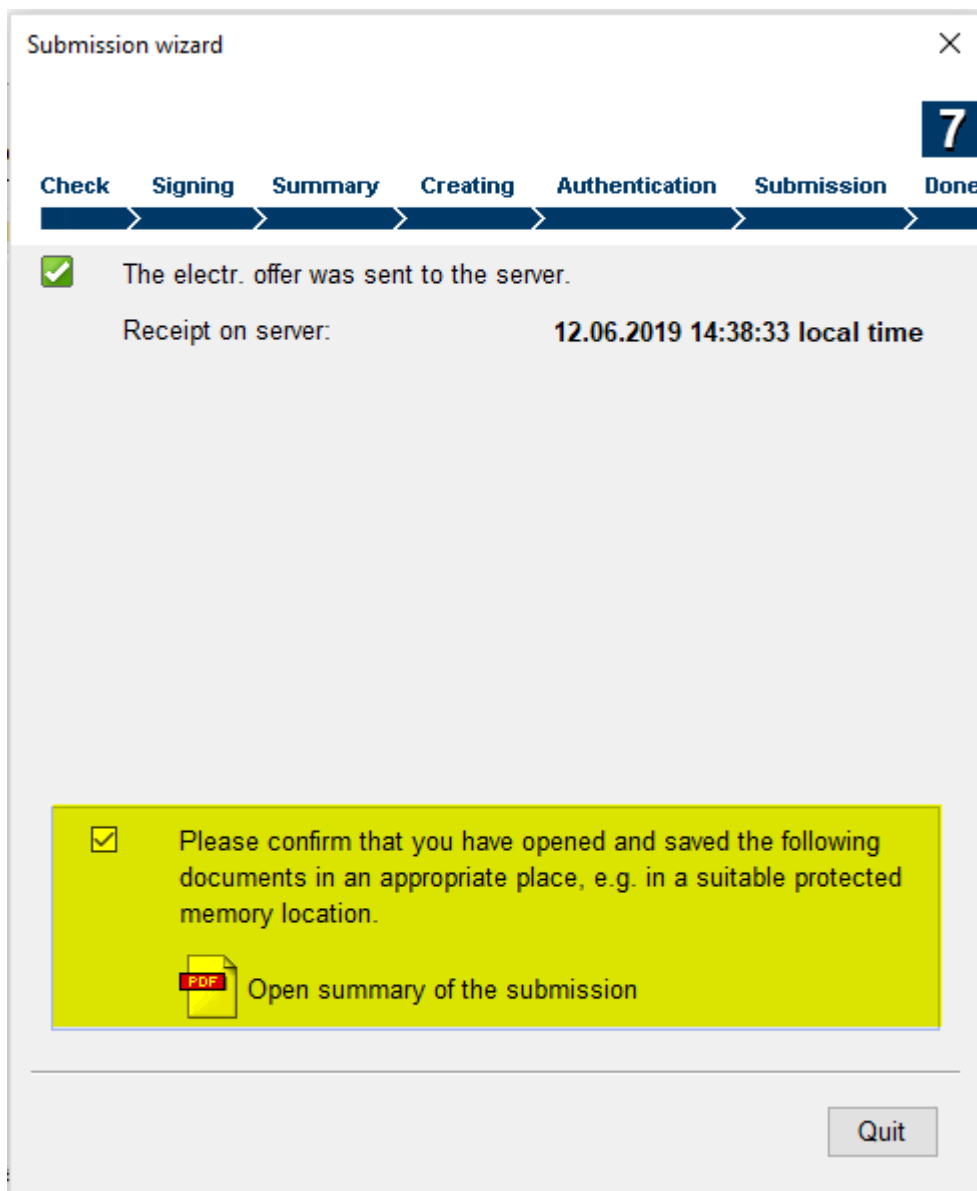 Submission wizard
7
Check Signing Summary Creating Authentication Submission Done
The electr. offer was sent to the server.
Receipt on server: 12.06.2019 14:38:33 local time
Please confirm that you have opened and saved the following
documents in an appropriate place, e.g. in a suitable protected
memory location.
PDF Open summary of the submission
Quit